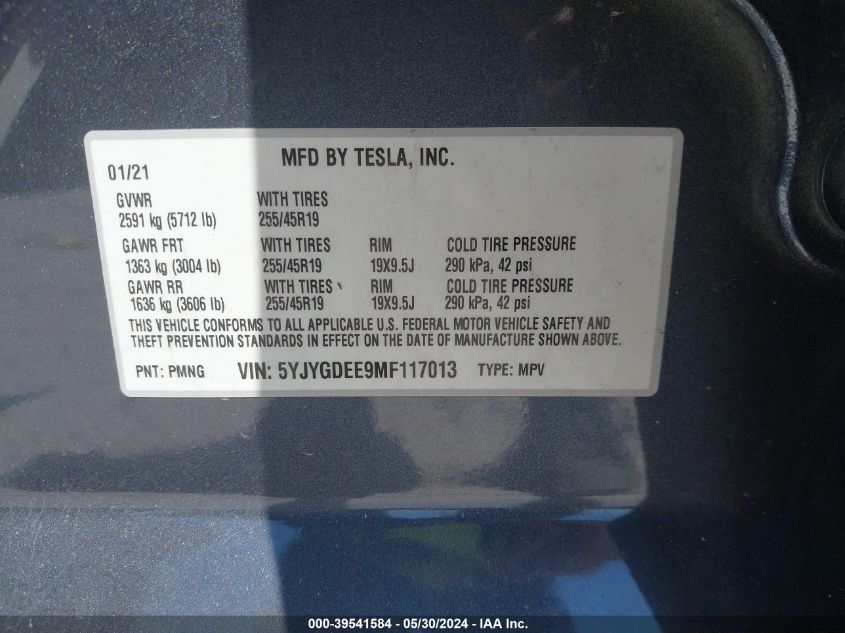 01/21 MFD BY TESLA, INC.
GVWR WITH TIRES
2591 kg (5712 lb) 255/45R19
GAWR FRT WITH TIRES RIM COLD TIRE PRESSURE
1363 kg (3004 lb) 255/45R19 19X9.5J 290 kPa, 42 psi
GAWR RR WITH TIRES RIM COLD TIRE PRESSURE
1636 kg (3606 lb) 255/45R19 19X9.5J 290 kPa, 42 psi
THIS VEHICLE CONFORMS TO ALL APPLICABLE U.S. FEDERAL MOTOR VEHICLE SAFETY AND
THEFT PREVENTION STANDARDS IN EFFECT ON THE DATE OF MANUFACTURE SHOWN ABOVE.
PNT: PMNG VIN: 5YJYGDEE9MF117013 TYPE: MPV
000-39541584 - 05/30/2024 - IAA Inc.